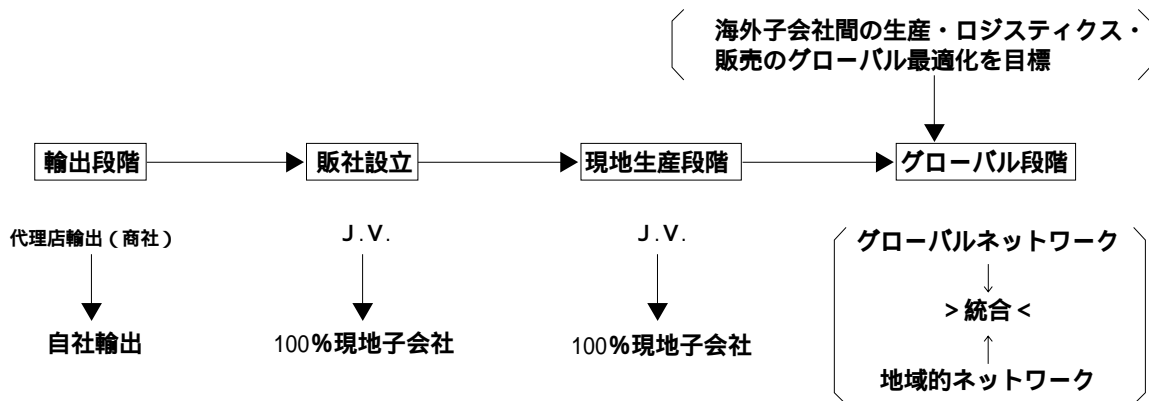 海外子会社間の生産・ロジスティクス・
販売のグローバル最適化を目標
輸出段階
販社設立
現地生産段階
グローバル段階
代理店輸出（商社）
J.V.
J.V.
グローバルネットワーク
＞統合＜
自社輸出
100%現地子会社
100%現地子会社
地域的ネットワーク